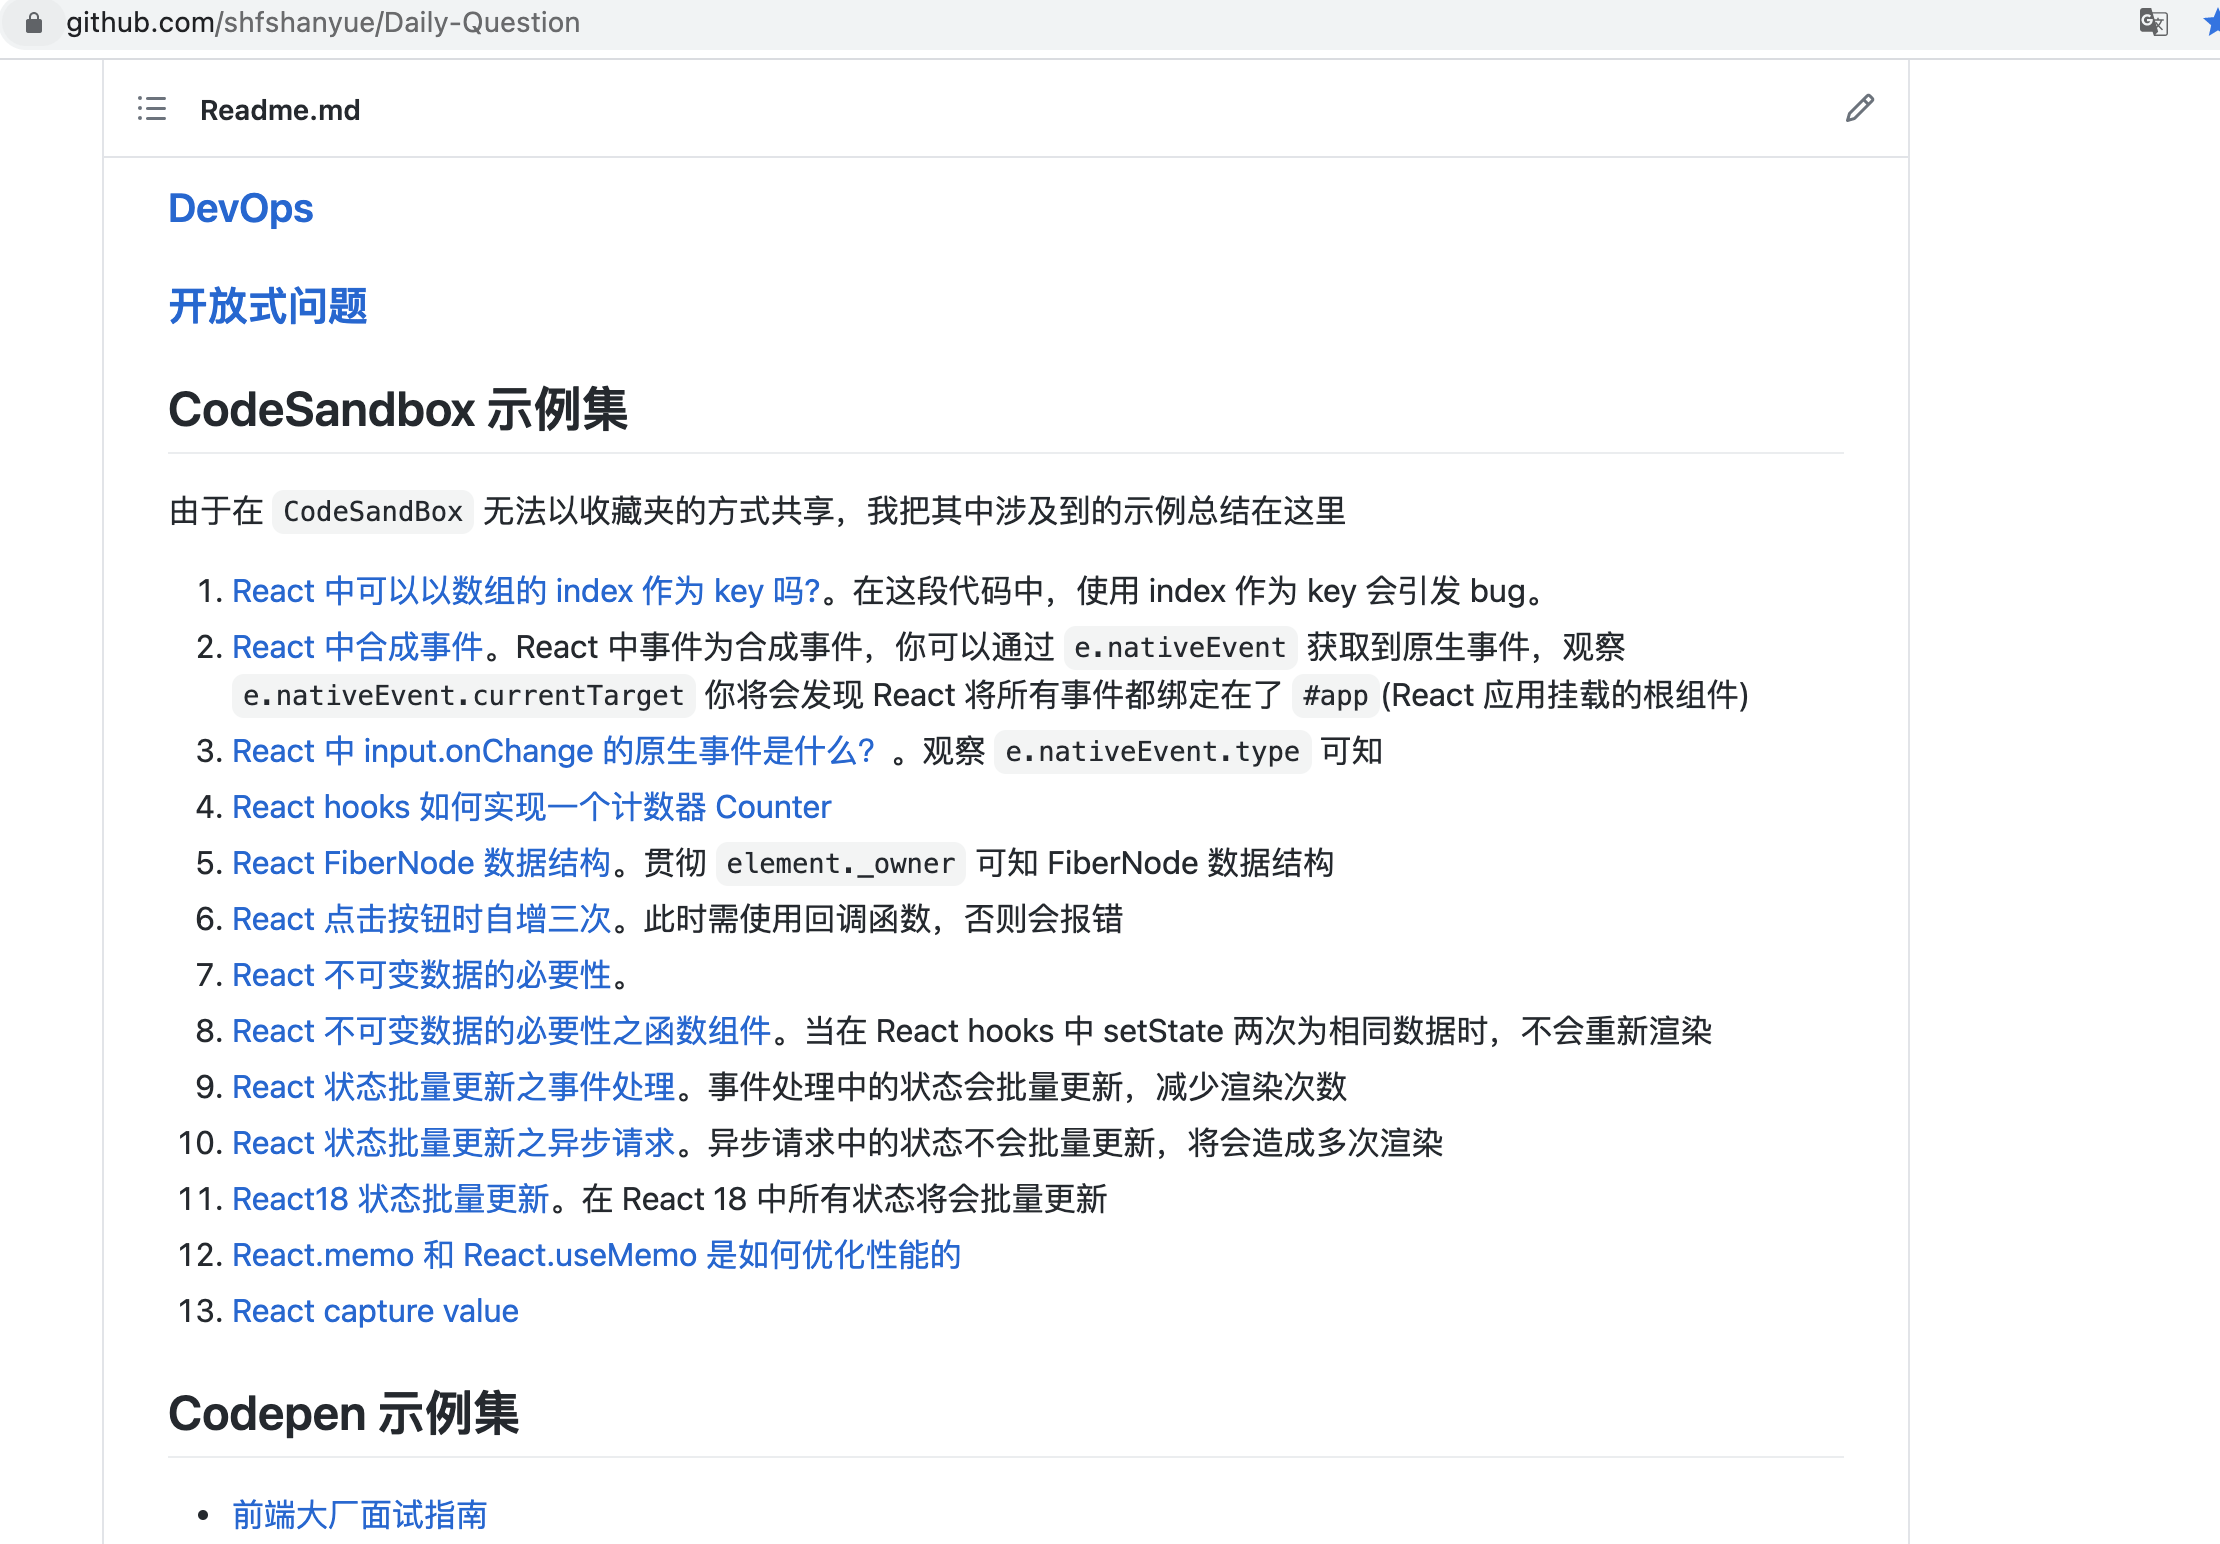 github.com/shfshanyue/Daily-Question
Readme.md
DevOps
开放式问题
CodeSandbox 示例集
由于在 CodeSandBox 无法以收藏夹的方式共享，我把其中涉及到的示例总结在这里
1. React 中可以以数组的 index 作为 key 吗?。在这段代码中，使用 index 作为 key 会引发 bug。
2. React 中合成事件。React 中事件为合成事件，你可以通过 e.nativeEvent 获取到原生事件，观察
e.nativeEvent.currentTarget 你将会发现 React 将所有事件都绑定在了 #app(React 应用挂载的根组件)
3. React 中 input.onChange 的原生事件是什么？。观察 e.nativeEvent.type 可知
4. React hooks 如何实现一个计数器 Counter
5. React FiberNode 数据结构。贯彻 element._owner 可知 FiberNode 数据结构
6. React 点击按钮时自增三次。此时需使用回调函数，否则会报错
7. React 不可变数据的必要性。
8. React 不可变数据的必要性之函数组件。当在 React hooks 中 setState 两次为相同数据时，不会重新渲染
9. React 状态批量更新之事件处理。事件处理中的状态会批量更新，减少渲染次数
10. React 状态批量更新之异步请求。异步请求中的状态不会批量更新，将会造成多次渲染
11. React18 状态批量更新。在 React 18 中所有状态将会批量更新
12. React.memo 和 React.useMemo 是如何优化性能的
13. React capture value
Codepen 示例集
• 前端大厂面试指南